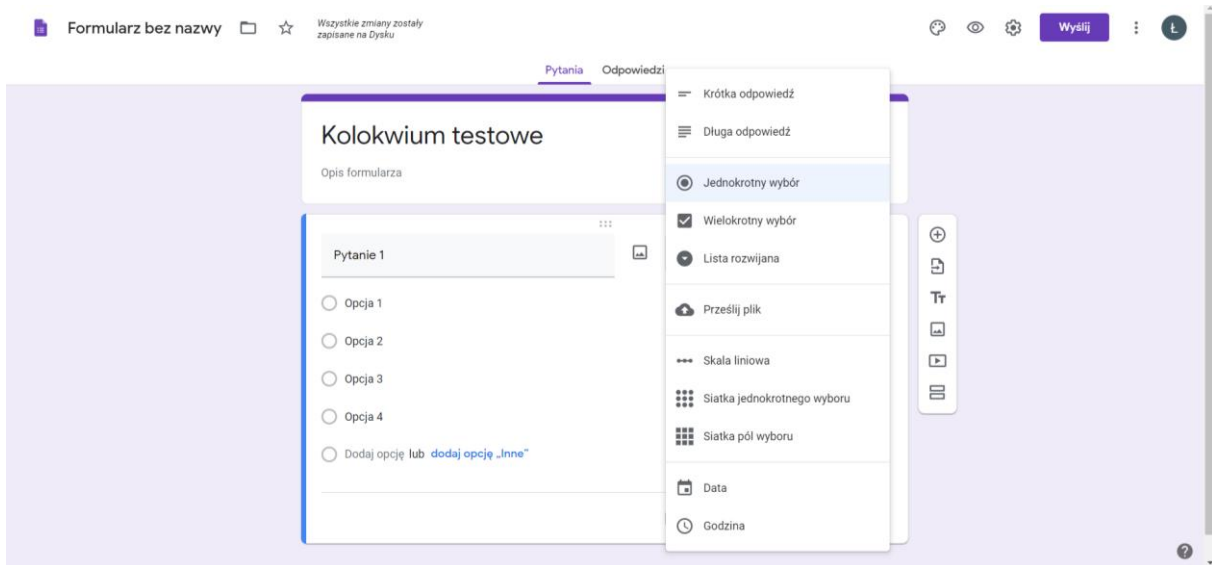 Formularz bez nazwy
Wszystkie zmiany zostały
zapisane na Dysku
Wyślij
Ł
Pytania Odpowiedzi
Kolokwium testowe
Opis formularza
Pytanie 1
Opcja 1
Opcja 2
Opcja 3
Opcja 4
Dodaj opcję lub dodaj opcję „Inne”
Krótka odpowiedź
Długa odpowiedź
Jednokrotny wybór
Wielokrotny wybór
Lista rozwijana
Prześlij plik
Skala liniowa
Siatka jednokrotnego wyboru
Siatka pól wyboru
Data
Godzina
Tт